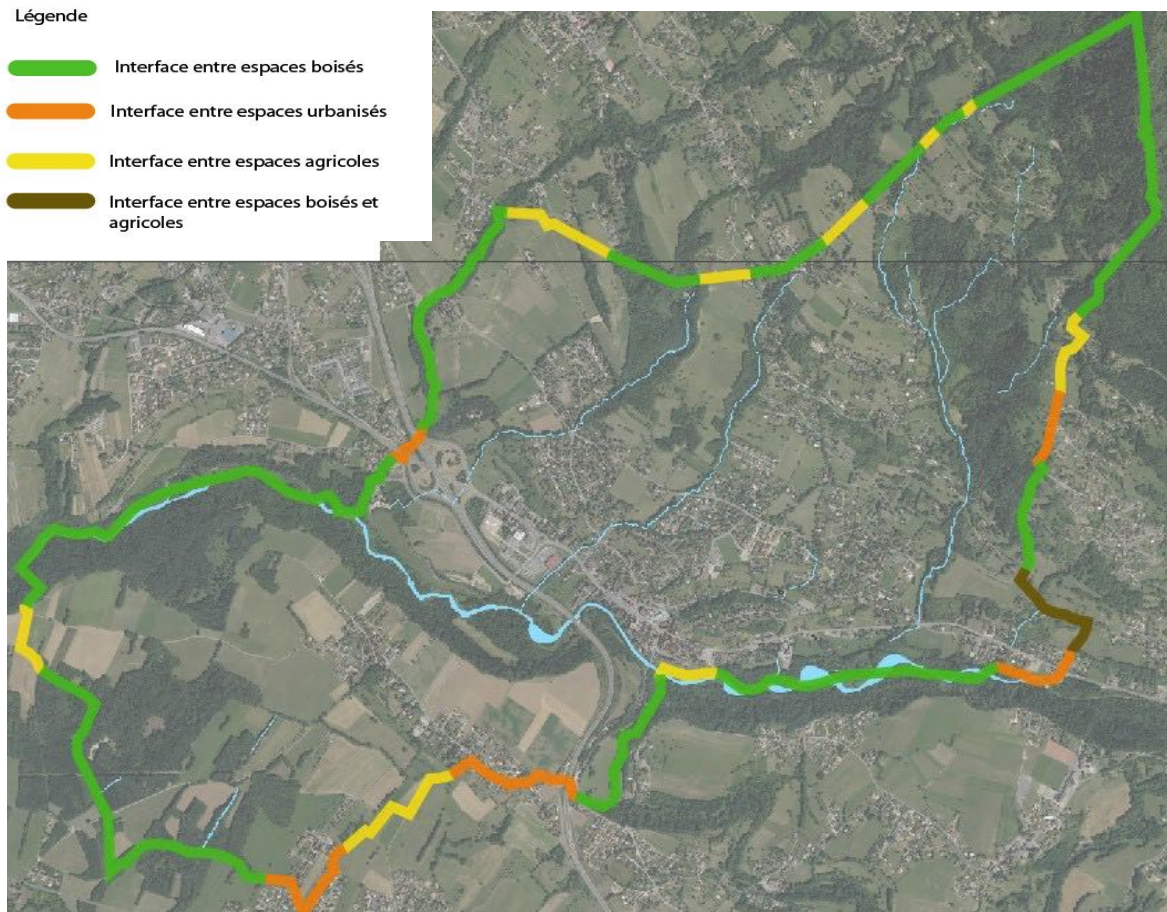 Légende
Interface entre espaces boisés
Interface entre espaces urbanisés
Interface entre espaces agricoles
Interface entre espaces boisés et
agricoles